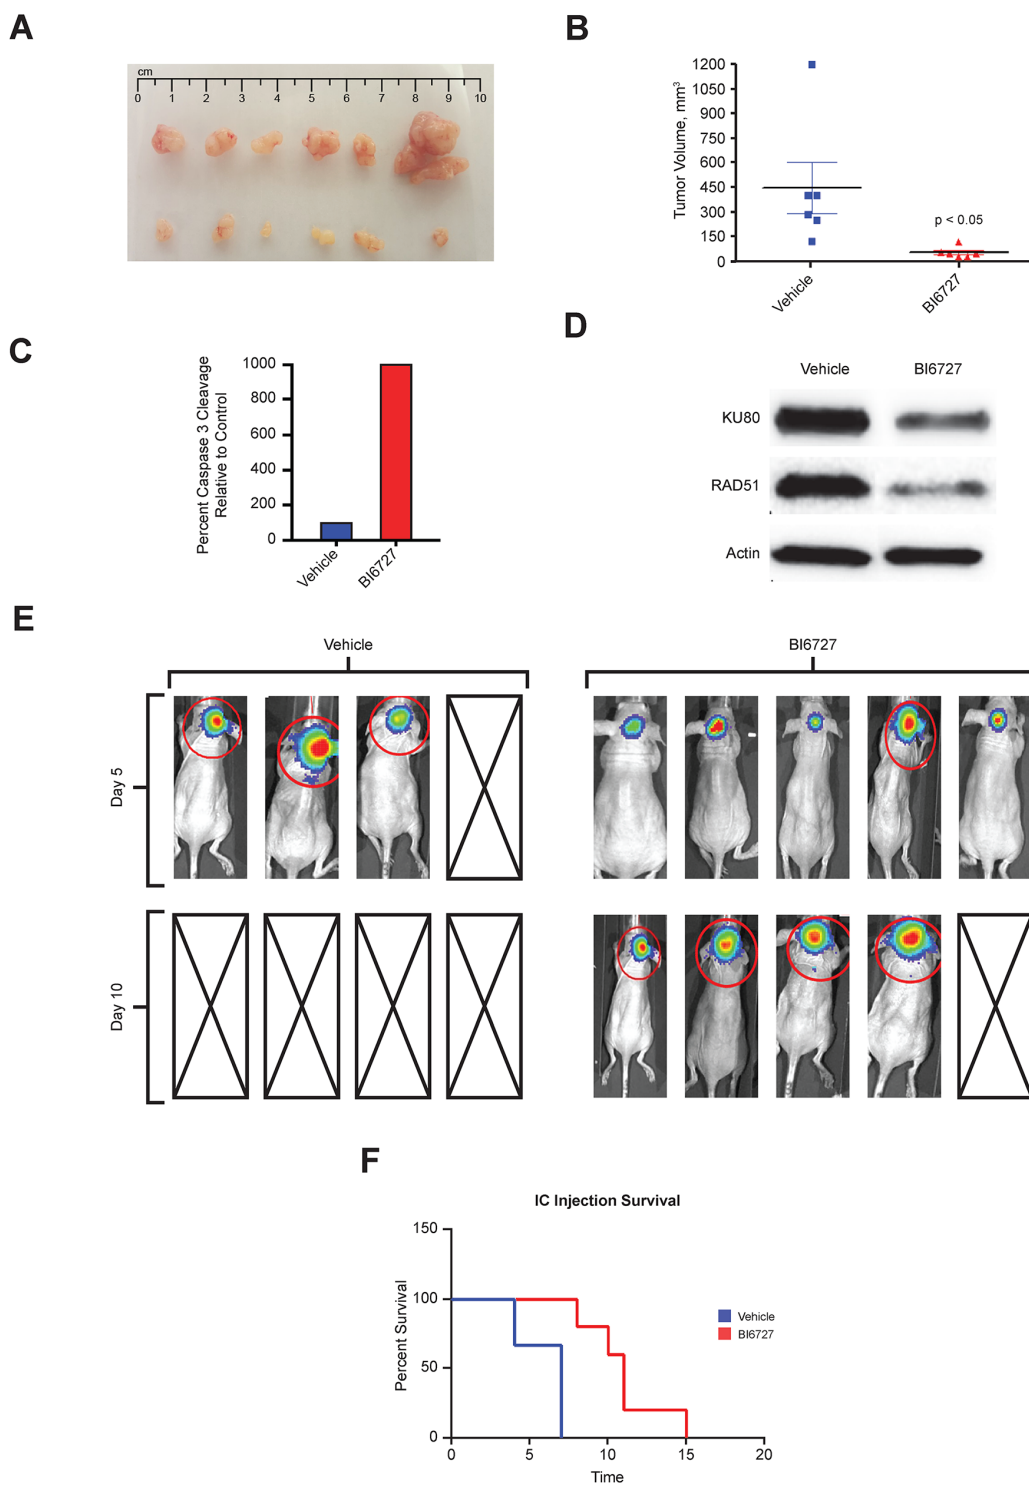 A
cm
0 1 2 3 4 5 6 7 8 9 10
B
Tumor Volume, mm³
1200
1050
900
750
600
450
300
150
0
p < 0.05
Vehicle
BI6727
C
Percent Caspase 3 Cleavage
Relative to Control
1000
800
600
400
200
0
Vehicle
BI6727
D
Vehicle BI6727
KU80
RAD51
Actin
E
Vehicle
BI6727
Day 5
Day 10
F
IC Injection Survival
Percent Survival
150
100
50
0
0 5 10 15 20
Time
Vehicle
BI6727